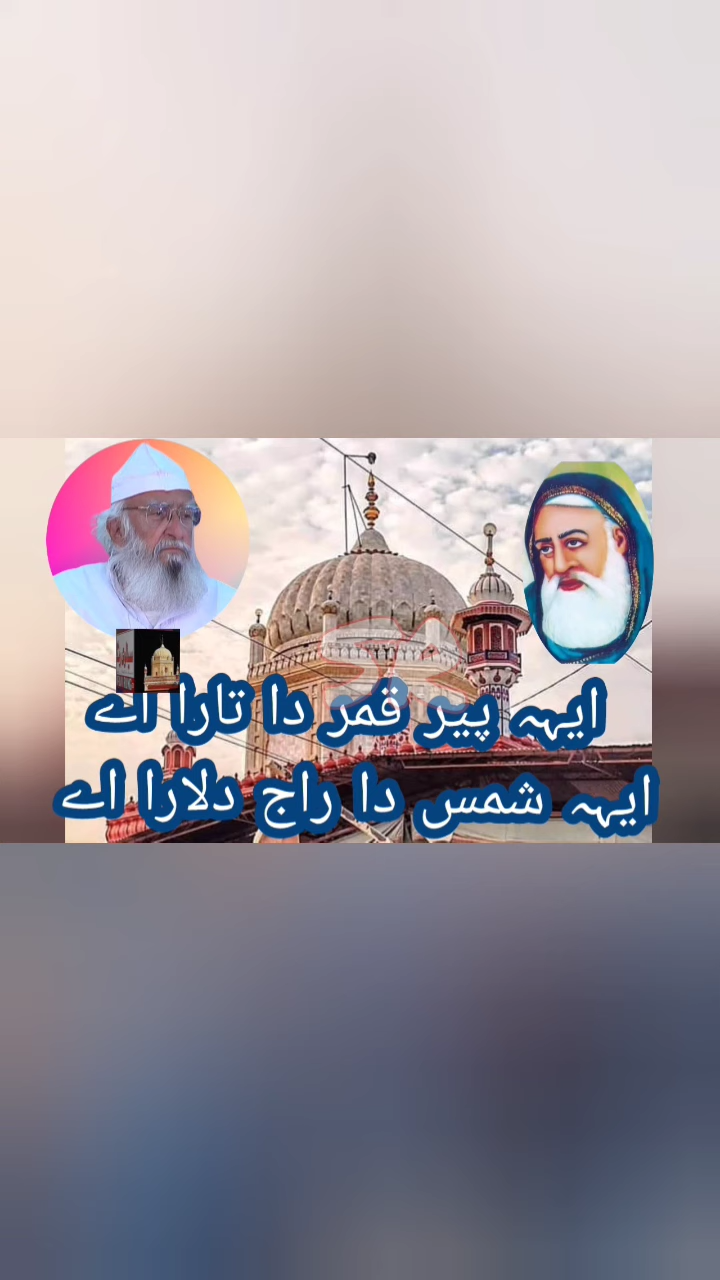 ایہہ پیر قمر دا تارا اے
ایہہ شمس دا راج دلارا اے